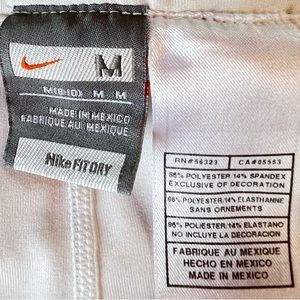 M
M(8-10) M M
MADE IN MEXICO
FABRIQUE AU MEXIQUE
NIKE FIT DRY
RN#56323 CA#05553
86% POLYESTER/14% SPANDEX
EXCLUSIVE OF DECORATION
86% POLYESTER/14% ELASTHANNE
SANS ORNEMENTS
86% POLIESTER/14% ELASTANO
NO INCLUYE LA DECORACION
FABRIQUE AU MEXIQUE
HECHO EN MEXICO
MADE IN MEXICO